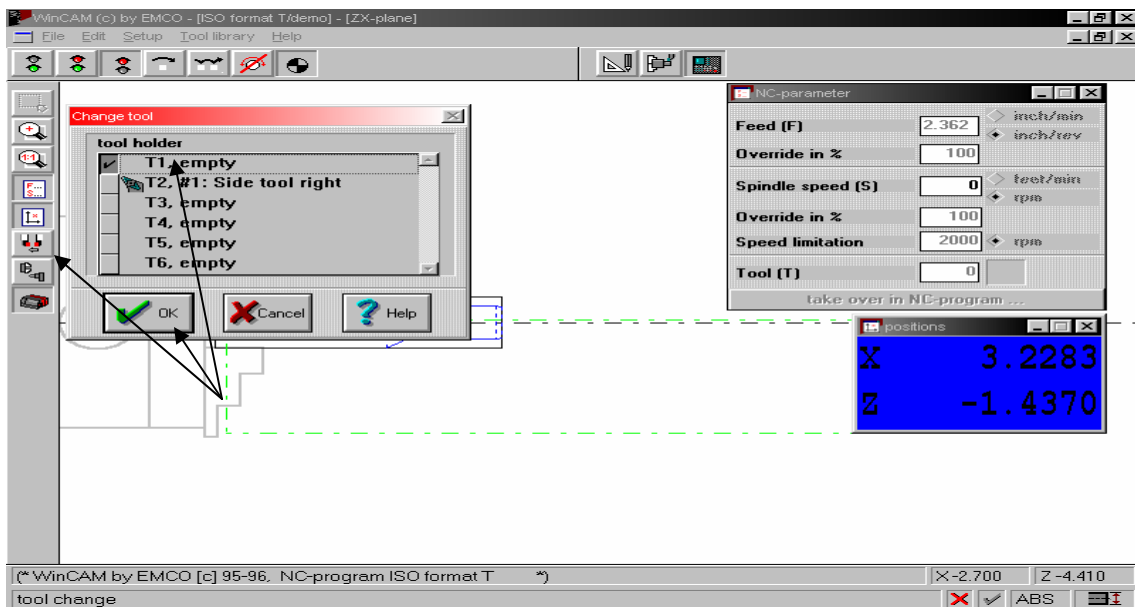 WinCAM (c) by EMCO - [ISO format T/demo] - [ZX-plane]
File Edit Setup Tool library Help
Change tool
tool holder
T1, empty
T2, #1: Side tool right
T3, empty
T4, empty
T5, empty
T6, empty
OK Cancel Help
1:1
F...
S...
NC-parameter
Feed (F) 2.362 inch/min
inch/rev
Override in % 100
Spindle speed (S) 0 feet/min
rpm
Override in % 100
Speed limitation 2000 rpm
Tool (T) 0
take over in NC-program ...
positions
X 3.2283
Z -1.4370
(* WinCAM by EMCO [c] 95-96, NC-program ISO format T *) X -2.700 Z -4.410
tool change ABS